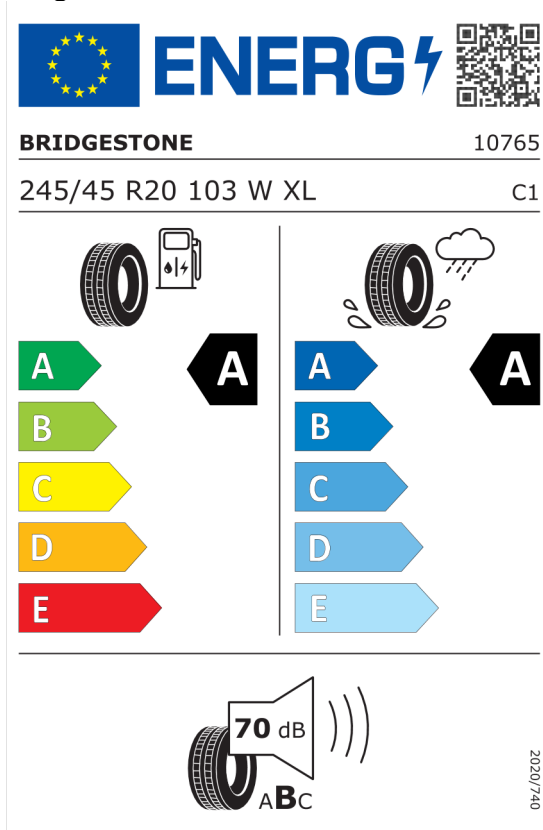 ENERG
BRIDGESTONE 10765
245/45 R20 103 W XL C1
A A A A
B B
C C
D D
E E
70 dB
ABC
2020/740